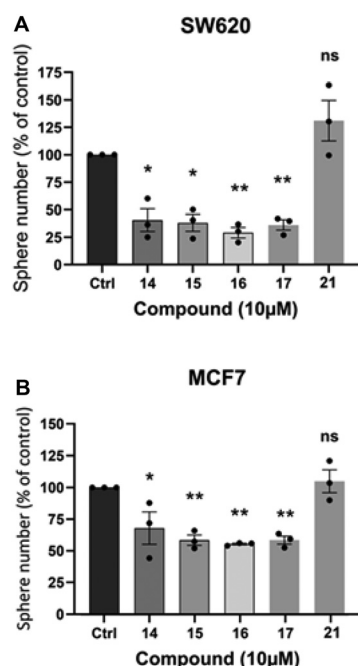 A
SW620
Sphere number (% of control)
175
150
125
100
75
50
25
0
*
*
**
**
ns
Ctrl 14 15 16 17 21
Compound (10µM)
B
MCF7
Sphere number (% of control)
150
125
100
75
50
25
0
*
**
**
**
ns
Ctrl 14 15 16 17 21
Compound (10µM)